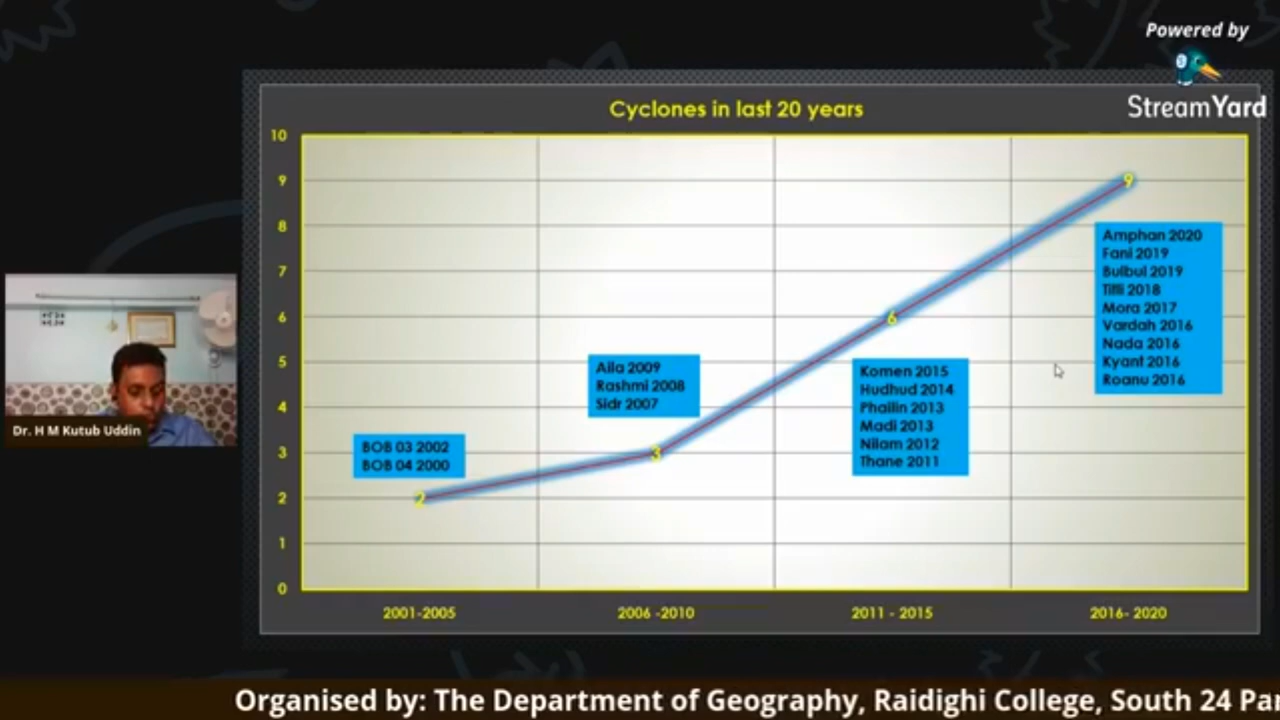 Powered by
StreamYard
Cyclones in last 20 years
10
9
8
7
6
5
4
3
2
1
0
2
3
6
9
BOB 03 2002
BOB 04 2000
Aila 2009
Rashmi 2008
Sidr 2007
Komen 2015
Hudhud 2014
Phailin 2013
Madi 2013
Nilam 2012
Thane 2011
Amphan 2020
Fani 2019
Bulbul 2019
Titli 2018
Mora 2017
Vardah 2016
Nada 2016
Kyant 2016
Roanu 2016
2001-2005
2006 -2010
2011 - 2015
2016- 2020
Dr. H M Kutub Uddin
Organised by: The Department of Geography, Raidighi College, South 24 Par